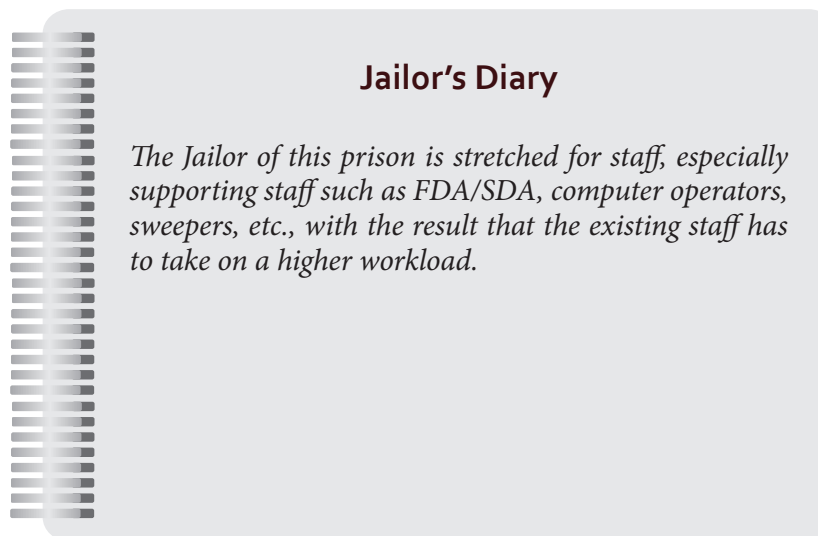 Jailor’s Diary
The Jailor of this prison is stretched for staff, especially
supporting staff such as FDA/SDA, computer operators,
sweepers, etc., with the result that the existing staff has
to take on a higher workload.